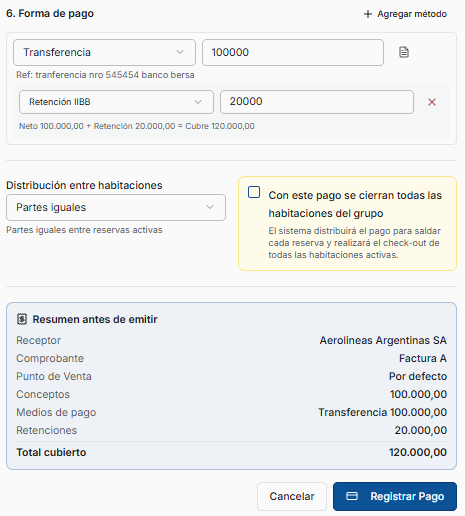 6. Forma de pago
+ Agregar método
Transferencia
100000
Ref: tranferencia nro 545454 banco bersa
Retención IIBB
20000
Neto 100.000,00 + Retención 20.000,00 = Cubre 120.000,00
Distribución entre habitaciones
Partes iguales
Partes iguales entre reservas activas
Con este pago se cierran todas las
habitaciones del grupo
El sistema distribuirá el pago para saldar
cada reserva y realizará el check-out de
todas las habitaciones activas.
Resumen antes de emitir
Receptor Aerolineas Argentinas SA
Comprobante Factura A
Punto de Venta Por defecto
Conceptos 100.000,00
Medios de pago Transferencia 100.000,00
Retenciones 20.000,00
Total cubierto 120.000,00
Cancelar
Registrar Pago